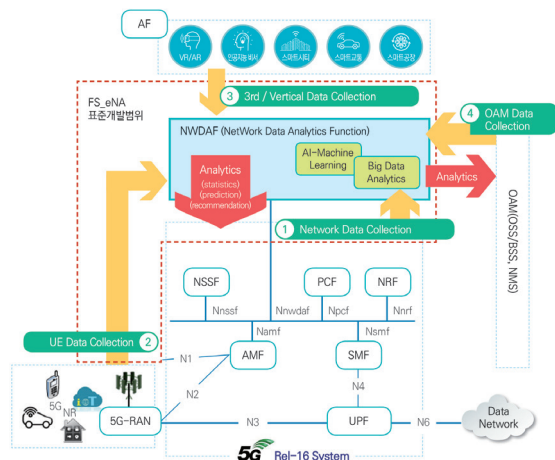 AF
VR/AR
인공지능 비서
스마트시티
스마트교통
스마트공장
FS_eNA
표준개발범위
3 3rd / Vertical Data Collection
4 OAM Data
Collection
NWDAF (NetWork Data Analytics Function)
AI-Machine
Learning
Big Data
Analytics
Analytics
(statistics)
(prediction)
(recommendation)
Analytics
OAM(OSS/BSS, NMS)
1 Network Data Collection
NSSF
PCF
NRF
Nnssf
Nnwdaf
Npcf
Nnrf
Namf
Nsmf
UE Data Collection 2
N1
AMF
SMF
N2
N4
5G
NR
IoT
5G-RAN
N3
UPF
N6
Data
Network
5G Rel-16 System